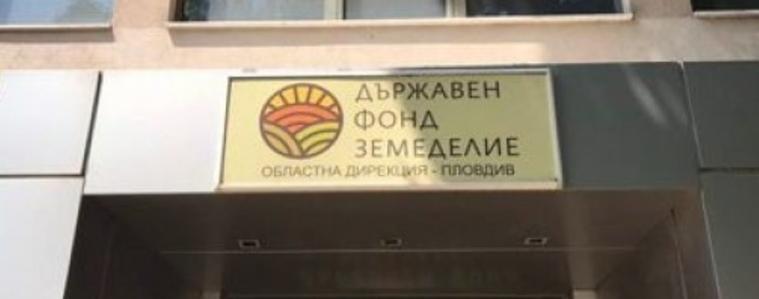 ДЪРЖАВЕН
ФОНД
ЗЕМЕДЕЛИЕ
ОБЛАСТНА ДИРЕКЦИЯ - ПЛОВДИВ